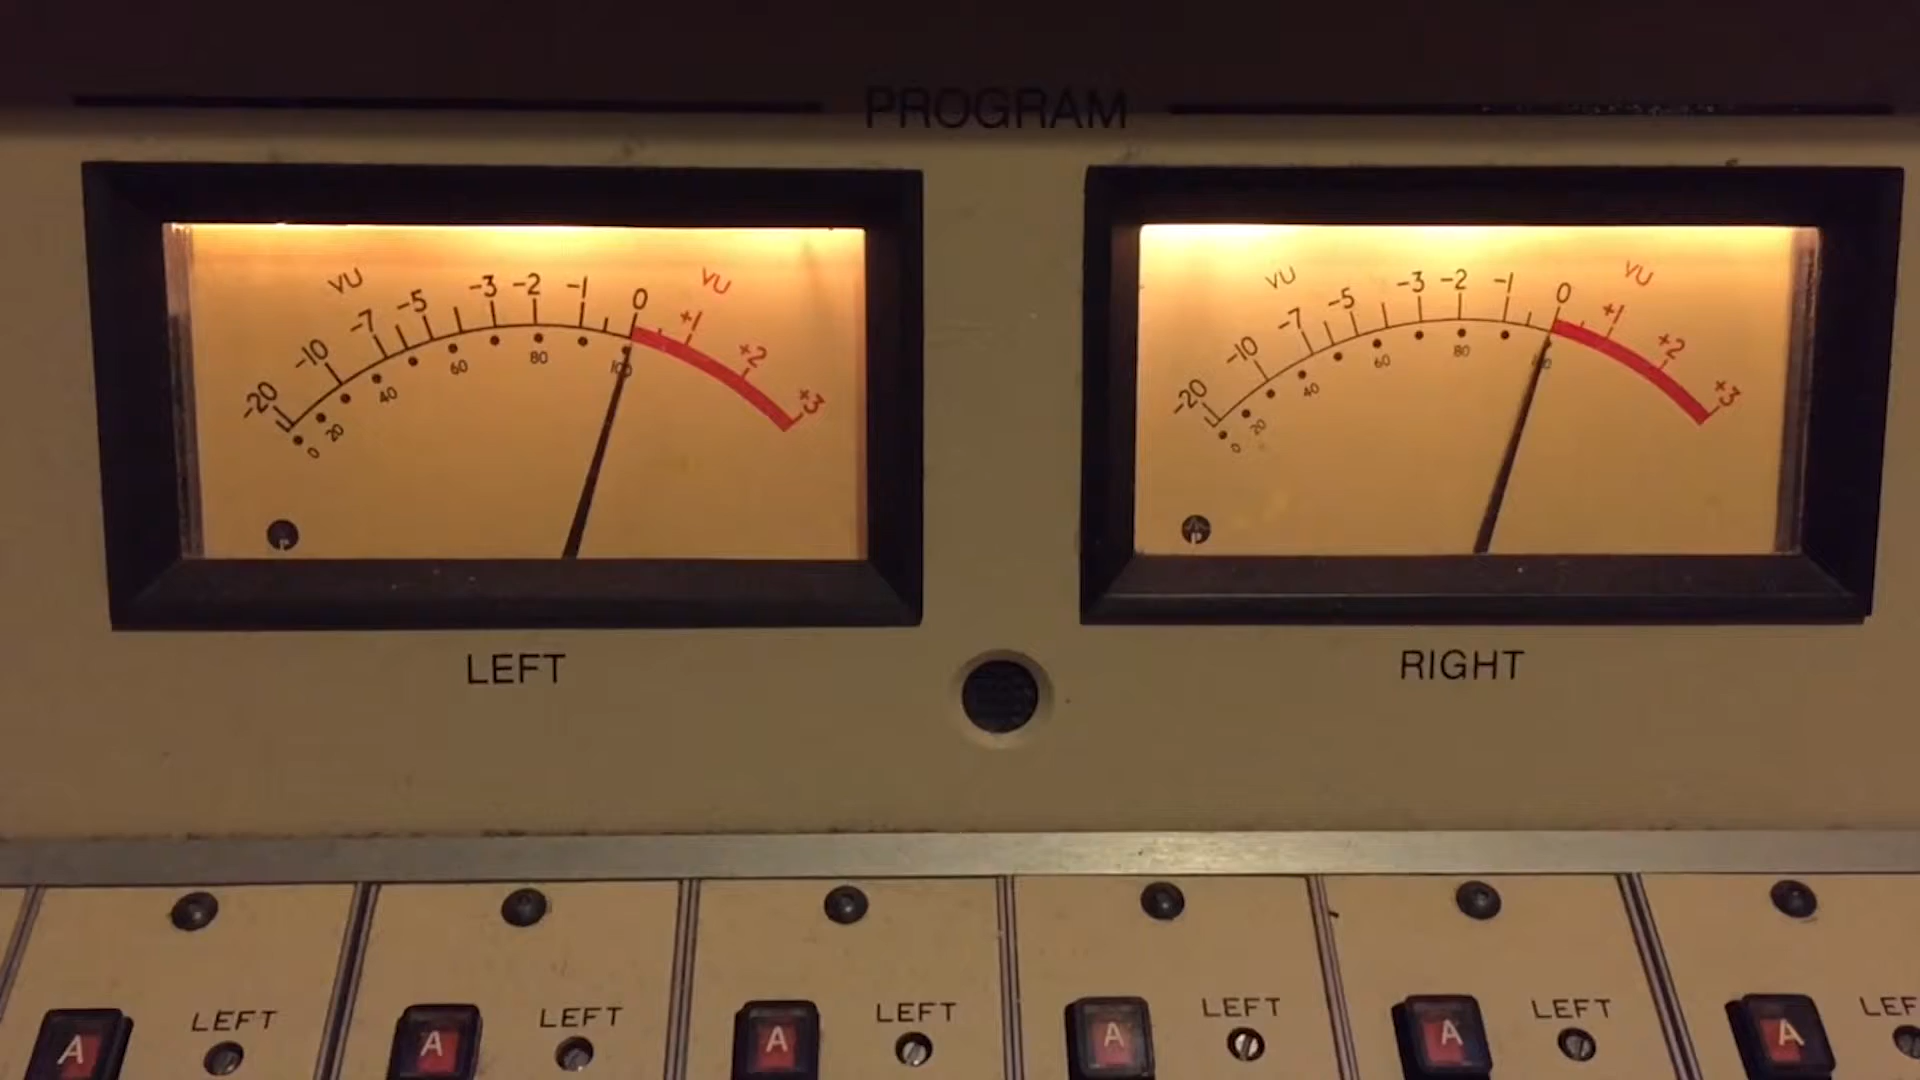 PROGRAM
VU VU
-20 -10 -7 -5 -3 -2 -1 0 +1 +2 +3
0 20 40 60 80 100
VU VU
-20 -10 -7 -5 -3 -2 -1 0 +1 +2 +3
0 20 40 60 80
LEFT
RIGHT
LEFT LEFT LEFT LEFT LEFT
A A A A A A